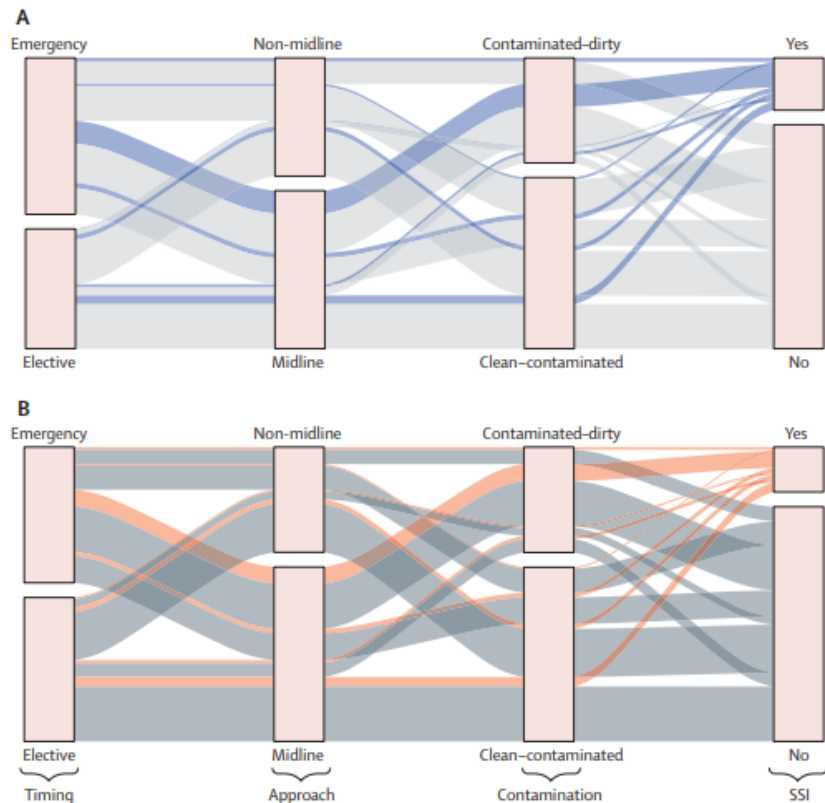 A
Emergency Non-midline Contaminated–dirty Yes
Elective Midline Clean–contaminated No
B
Emergency Non-midline Contaminated–dirty Yes
Elective Midline Clean–contaminated No
Timing Approach Contamination SSI